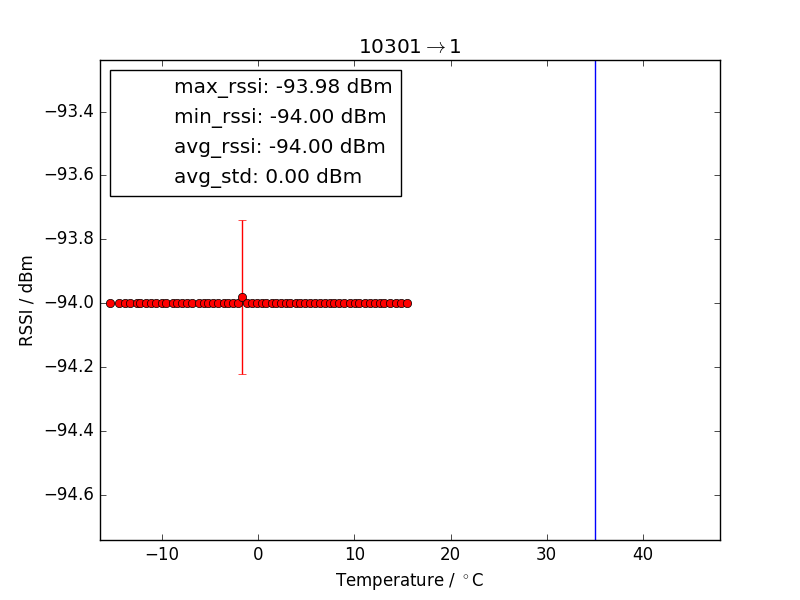 10301→1
max_rssi: -93.98 dBm
min_rssi: -94.00 dBm
avg_rssi: -94.00 dBm
avg_std: 0.00 dBm
RSSI / dBm
−93.4
−93.6
−93.8
−94.0
−94.2
−94.4
−94.6
−10 0 10 20 30 40
Temperature / °C